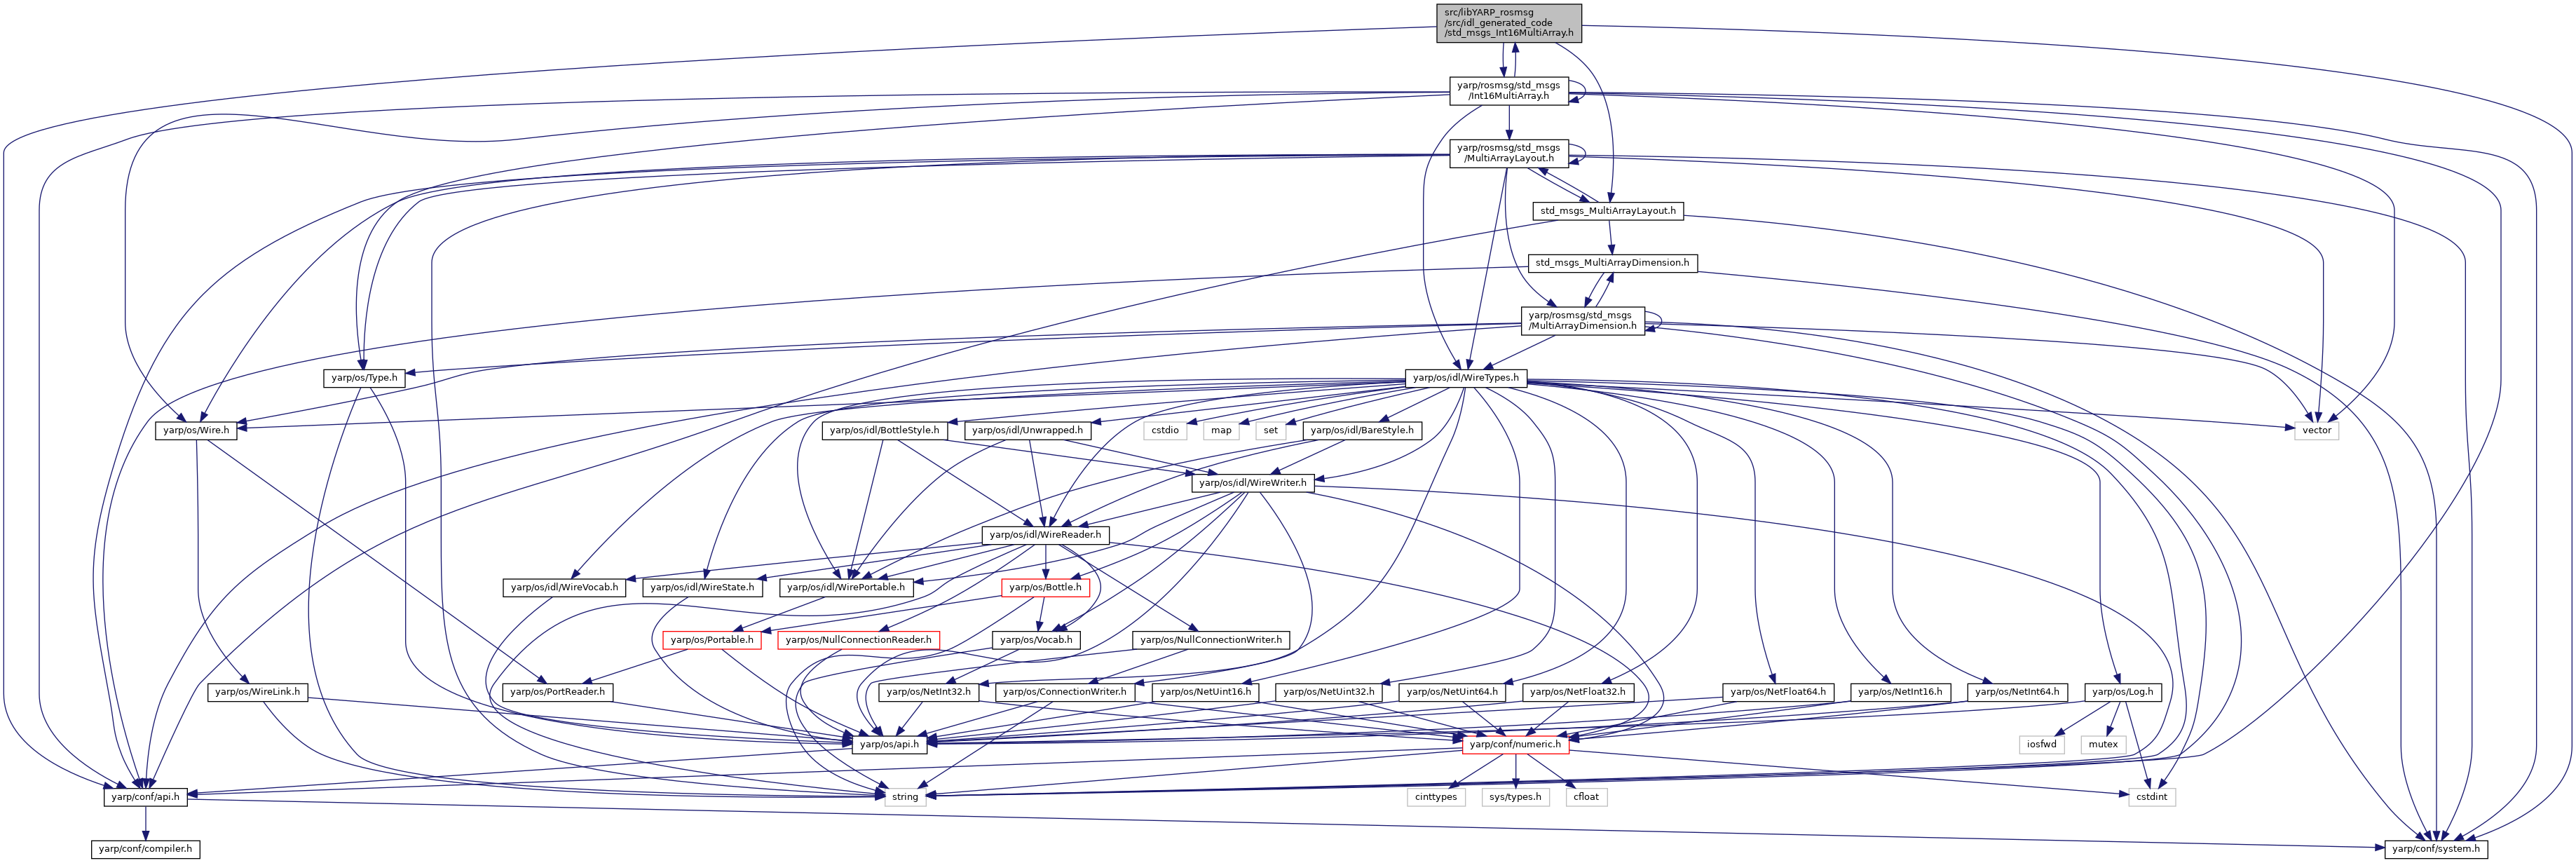 src/libYARP_rosmsg
/src/idl_generated_code
/std_msgs_Int16MultiArray.h
yarp/rosmsg/std_msgs
/Int16MultiArray.h
yarp/rosmsg/std_msgs
/MultiArrayLayout.h
std_msgs_MultiArrayLayout.h
std_msgs_MultiArrayDimension.h
yarp/rosmsg/std_msgs
/MultiArrayDimension.h
yarp/os/Type.h
yarp/os/idl/WireTypes.h
yarp/os/Wire.h
yarp/os/idl/BottleStyle.h
yarp/os/idl/Unwrapped.h
cstdio
map
set
yarp/os/idl/BareStyle.h
vector
yarp/os/idl/WireWriter.h
yarp/os/idl/WireReader.h
yarp/os/idl/WireVocab.h
yarp/os/idl/WireState.h
yarp/os/idl/WirePortable.h
yarp/os/Bottle.h
yarp/os/Portable.h
yarp/os/NullConnectionReader.h
yarp/os/Vocab.h
yarp/os/NullConnectionWriter.h
yarp/os/WireLink.h
yarp/os/PortReader.h
yarp/os/NetInt32.h
yarp/os/ConnectionWriter.h
yarp/os/NetUint16.h
yarp/os/NetUint32.h
yarp/os/NetUint64.h
yarp/os/NetFloat32.h
yarp/os/NetFloat64.h
yarp/os/NetInt16.h
yarp/os/NetInt64.h
yarp/os/Log.h
yarp/os/api.h
yarp/conf/numeric.h
iosfwd
mutex
yarp/conf/api.h
string
cinttypes
sys/types.h
cfloat
cstdint
yarp/conf/compiler.h
yarp/conf/system.h